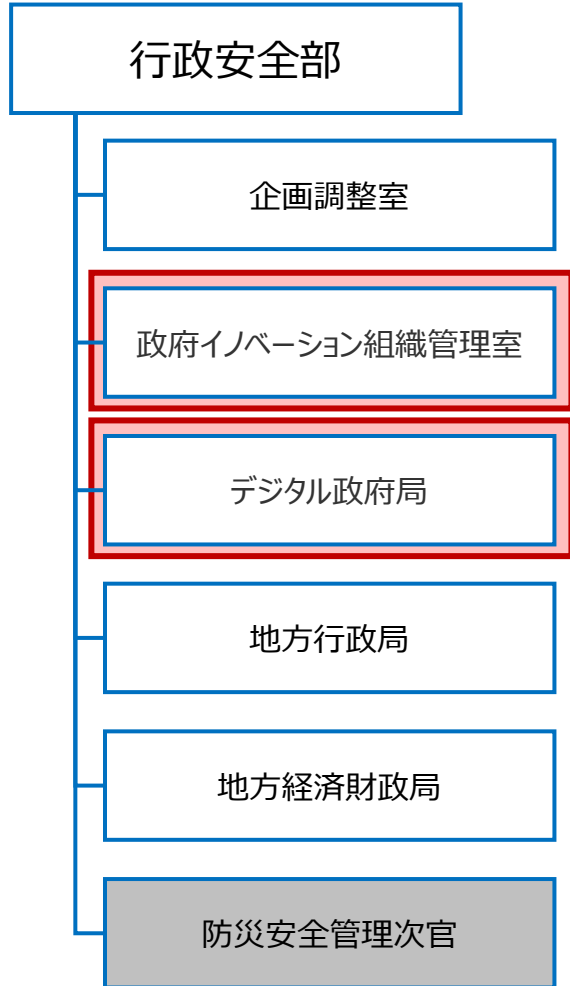 行政安全部
企画調整室
政府イノベーション組織管理室
デジタル政府局
地方行政局
地方経済財政局
防災安全管理次官